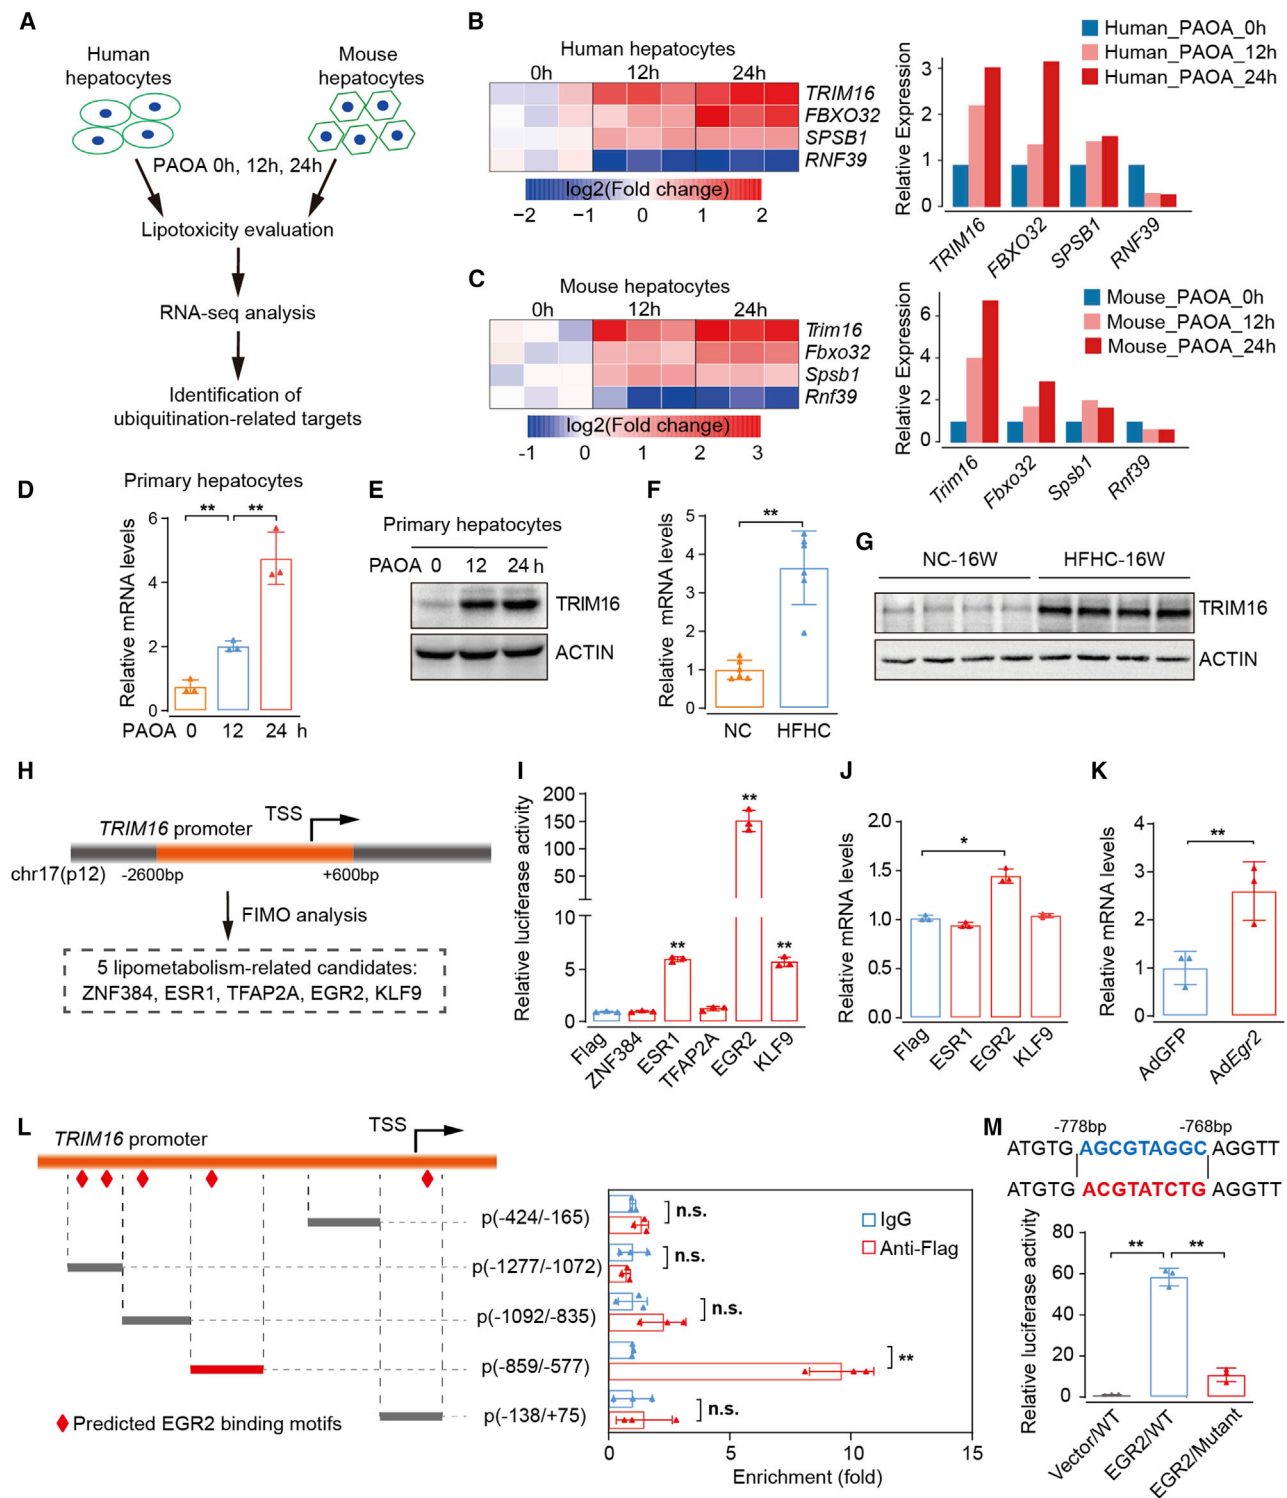 A
Human
hepatocytes
Mouse
hepatocytes
PAOA 0h, 12h, 24h
Lipotoxicity evaluation
RNA-seq analysis
Identification of
ubiquitination-related targets
B
Human hepatocytes
0h 12h 24h
TRIM16
FBXO32
SPSB1
RNF39
log2(Fold change)
−2 −1 0 1 2
Relative Expression
3
1
0
TRIM16 FBXO32 SPSB1 RNF39
Human_PAOA_0h
Human_PAOA_12h
Human_PAOA_24h
C
Mouse hepatocytes
0h 12h 24h
Trim16
Fbxo32
Spsb1
Rnf39
log2(Fold change)
-1 0 1 2 3
Relative Expression
6
4
2
0
Trim16 Fbxo32 Spsb1 Rnf39
Mouse_PAOA_0h
Mouse_PAOA_12h
Mouse_PAOA_24h
D
Primary hepatocytes
Relative mRNA levels
6
4
2
0
** **
PAOA 0 12 24 h
E
Primary hepatocytes
PAOA 0 12 24 h
TRIM16
ACTIN
F
Relative mRNA levels
5
4
3
2
1
0
**
NC HFHC
G
NC-16W HFHC-16W
TRIM16
ACTIN
H
TSS
TRIM16 promoter
chr17(p12) -2600bp +600bp
FIMO analysis
5 lipometabolism-related candidates:
ZNF384, ESR1, TFAP2A, EGR2, KLF9
I
Relative luciferase activity
200
150
100
50
10
5
0
** ** **
Flag ZNF384 ESR1 TFAP2A EGR2 KLF9
J
Relative mRNA levels
2.0
1.5
1.0
0.5
0.0
*
Flag ESR1 EGR2 KLF9
K
Relative mRNA levels
4
3
2
1
0
**
AdGFP AdEgr2
L
TRIM16 promoter
TSS
p(-424/-165)
p(-1277/-1072)
p(-1092/-835)
p(-859/-577)
p(-138/+75)
Predicted EGR2 binding motifs
n.s.
n.s.
n.s.
**
n.s.
IgG
Anti-Flag
0 5 10 15
Enrichment (fold)
M
-778bp -768bp
ATGTG AGCGTAGGC AGGTT
ATGTG ACGTATCTG AGGTT
Relative luciferase activity
80
60
40
20
0
** **
Vector/WT EGR2/WT EGR2/Mutant